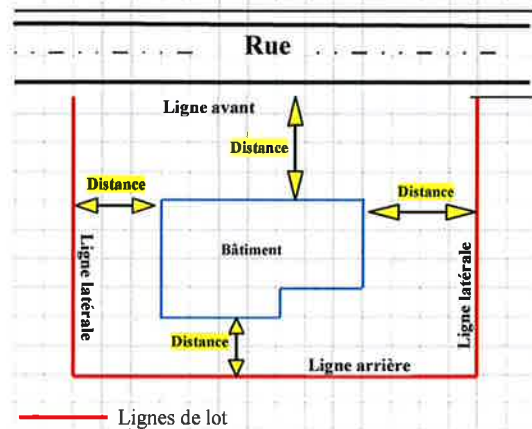 Rue
Ligne avant
Distance
Distance
Distance
Bâtiment
Ligne latérale
Ligne latérale
Distance
Ligne arrière
Lignes de lot